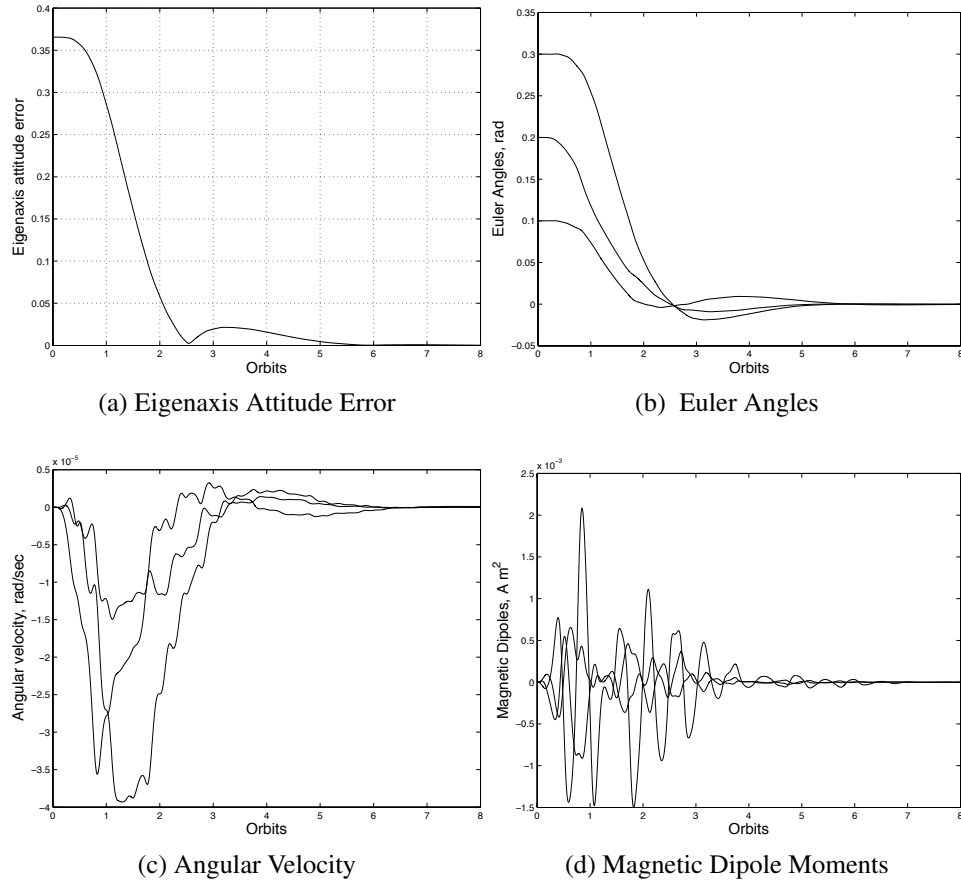 0.4
0.35
0.3
0.25
0.2
0.15
0.1
0.05
0
Eigenaxis attitude error
0 1 2 3 4 5 6 7 8
Orbits
(a) Eigenaxis Attitude Error
0.35
0.3
0.25
0.2
0.15
0.1
0.05
0
−0.05
Euler Angles, rad
0 1 2 3 4 5 6 7 8
Orbits
(b) Euler Angles
x 10⁻⁵
0.5
0
−0.5
−1
−1.5
−2
−2.5
−3
−3.5
−4
Angular velocity, rad/sec
0 1 2 3 4 5 6 7 8
Orbits
(c) Angular Velocity
x 10⁻³
2.5
2
1.5
1
0.5
0
−0.5
−1
−1.5
Magnetic Dipoles, A m²
0 1 2 3 4 5 6 7 8
Orbits
(d) Magnetic Dipole Moments